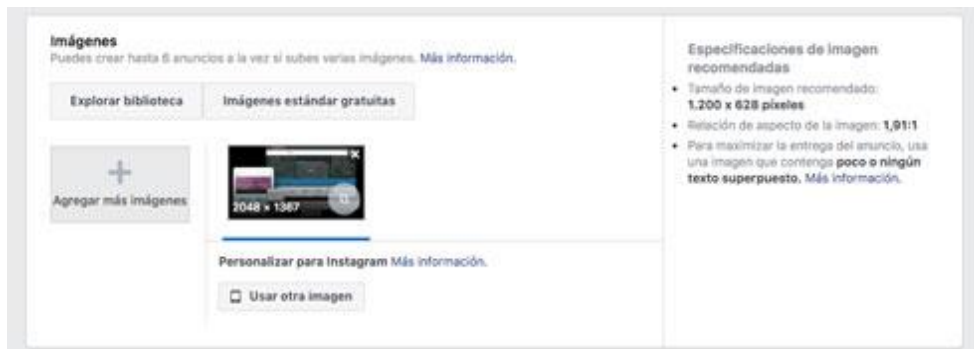 Imágenes
Puedes crear hasta 6 anuncios a la vez si subes varias imágenes. Más información.
Explorar biblioteca
Imágenes estándar gratuitas
Agregar más imágenes
2048 × 1367
Personalizar para Instagram Más información.
Usar otra imagen
Especificaciones de imagen
recomendadas
• Tamaño de imagen recomendado:
1.200 x 628 píxeles
• Relación de aspecto de la imagen: 1,91:1
• Para maximizar la entrega del anuncio, usa
una imagen que contenga poco o ningún
texto superpuesto. Más información.